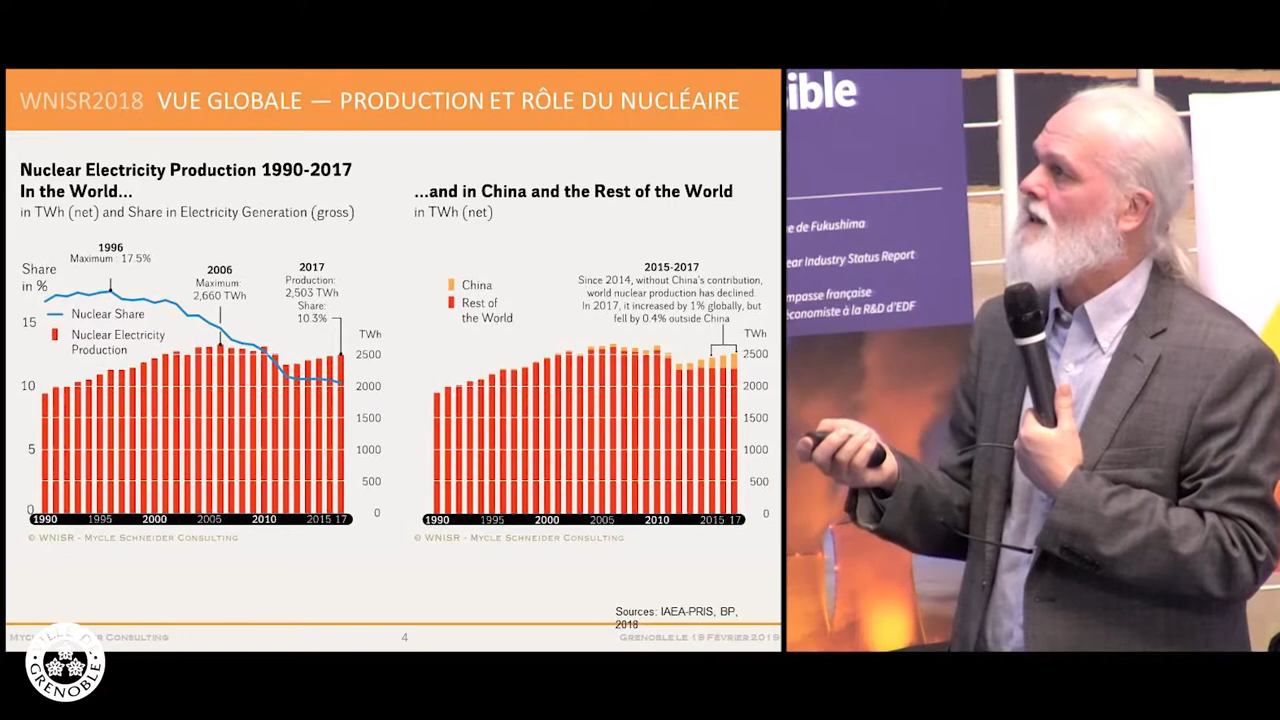 WNISR2018 VUE GLOBALE — PRODUCTION ET RÔLE DU NUCLÉAIRE
Nuclear Electricity Production 1990-2017
In the World...
in TWh (net) and Share in Electricity Generation (gross)
1996
Maximum : 17.5%
Share
in %
2006
Maximum:
2,660 TWh
2017
Production:
2,503 TWh
Share:
10.3%
Nuclear Share
Nuclear Electricity
Production
TWh
15
10
5
0
2500
2000
1500
1000
500
0
1990 1995 2000 2005 2010 2015 17
© WNISR - MYCLE SCHNEIDER CONSULTING
...and in China and the Rest of the World
in TWh (net)
China
Rest of
the World
2015-2017
Since 2014, without China's contribution,
world nuclear production has declined.
In 2017, it increased by 1% globally, but
fell by 0.4% outside China
TWh
2500
2000
1500
1000
500
0
1990 1995 2000 2005 2010 2015 17
© WNISR - MYCLE SCHNEIDER CONSULTING
Sources: IAEA-PRIS, BP,
2018
CONSULTING
4
GRENOBLE LE 19 FÉVRIER 2019
GRENOBLE
ible
de Fukushima
Industry Status Report
française
économiste à la R&D d'EDF